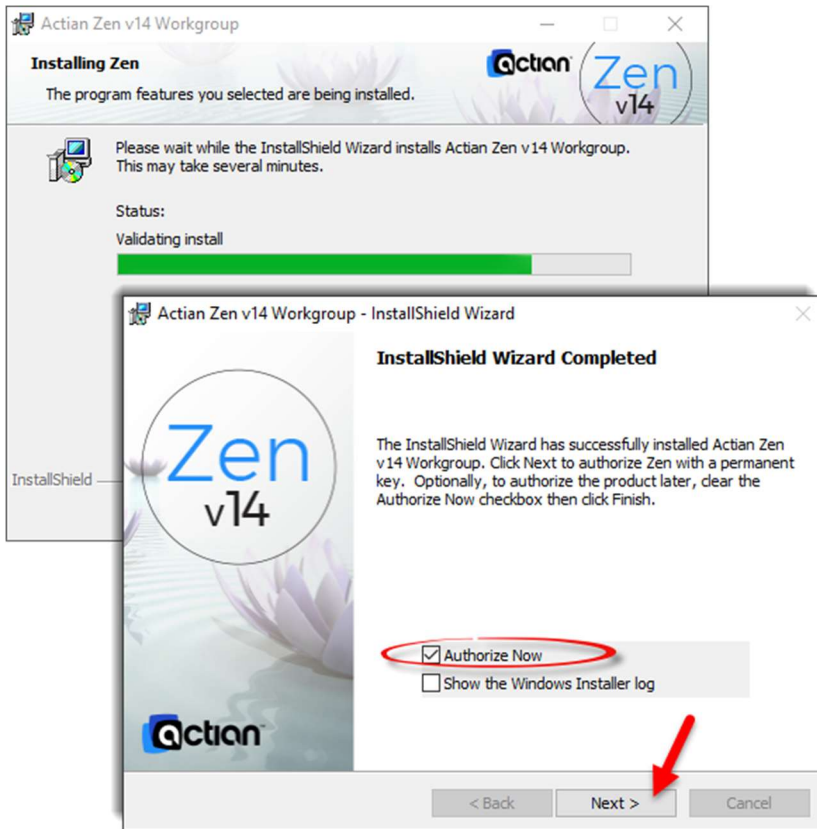 Actian Zen v14 Workgroup
Installing Zen
The program features you selected are being installed.
actian
Zen
v14
Please wait while the InstallShield Wizard installs Actian Zen v14 Workgroup.
This may take several minutes.
Status:
Validating install
InstallShield
Actian Zen v14 Workgroup - InstallShield Wizard
InstallShield Wizard Completed
The InstallShield Wizard has successfully installed Actian Zen
v14 Workgroup. Click Next to authorize Zen with a permanent
key. Optionally, to authorize the product later, clear the
Authorize Now checkbox then click Finish.
Zen
v14
Authorize Now
Show the Windows Installer log
actian
< Back
Next >
Cancel